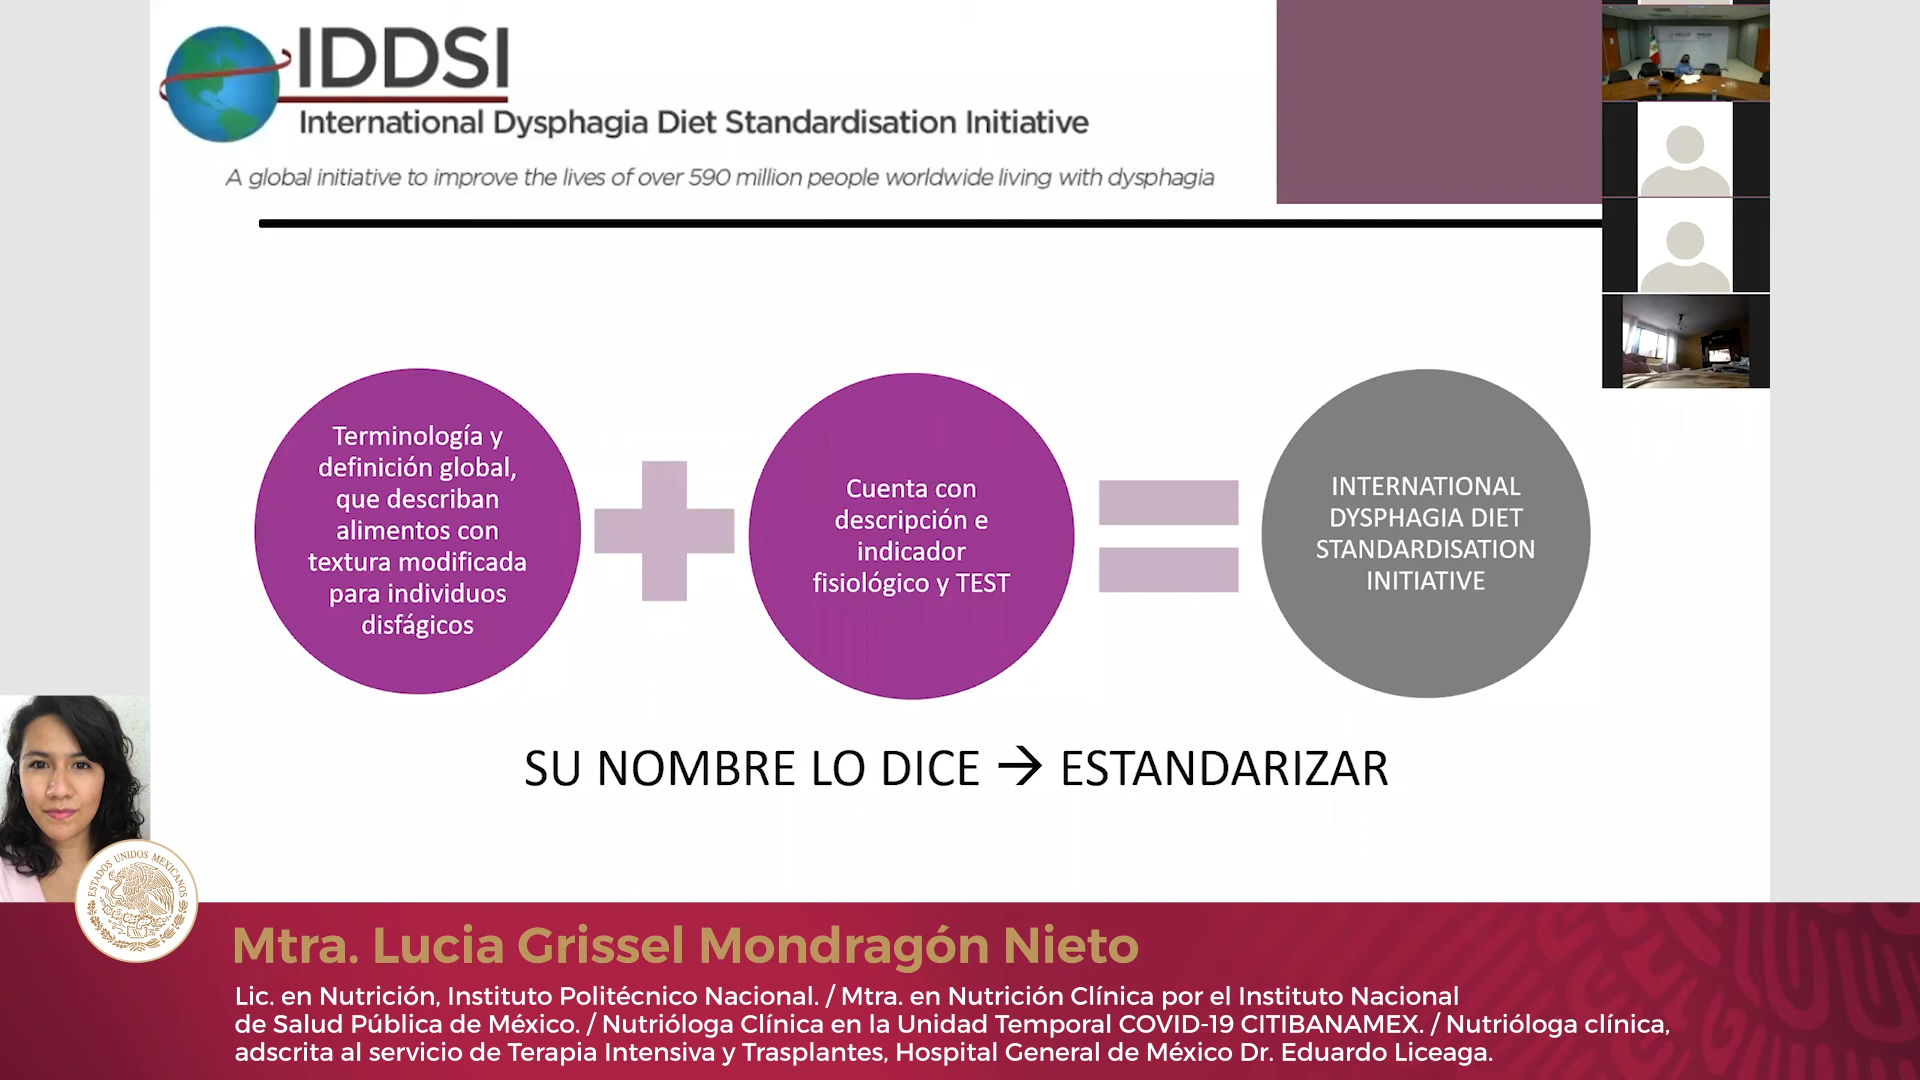 IDDSI
International Dysphagia Diet Standardisation Initiative
A global initiative to improve the lives of over 590 million people worldwide living with dysphagia
Terminología y
definición global,
que describan
alimentos con
textura modificada
para individuos
disfágicos
Cuenta con
descripción e
indicador
fisiológico y TEST
INTERNATIONAL
DYSPHAGIA DIET
STANDARDISATION
INITIATIVE
SU NOMBRE LO DICE → ESTANDARIZAR
ESTADOS UNIDOS MEXICANOS
Mtra. Lucia Grissel Mondragón Nieto
Lic. en Nutrición, Instituto Politécnico Nacional. / Mtra. en Nutrición Clínica por el Instituto Nacional
de Salud Pública de México. / Nutrióloga Clínica en la Unidad Temporal COVID-19 CITIBANAMEX. / Nutrióloga clínica,
adscrita al servicio de Terapia Intensiva y Trasplantes, Hospital General de México Dr. Eduardo Liceaga.